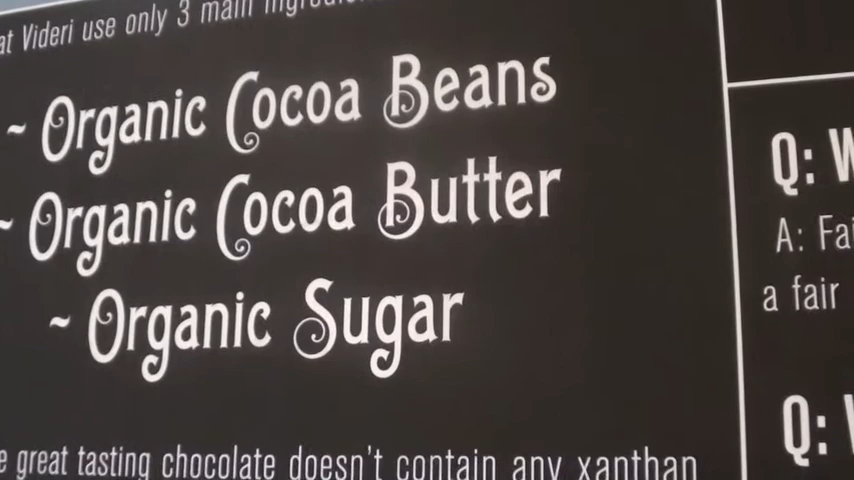 at Videri use only 3 main
~ Organic Cocoa Beans
~ Organic Cocoa Butter
~ Organic Sugar
great tasting chocolate doesn't contain any xanthan
Q:
A:
a fair
Q: